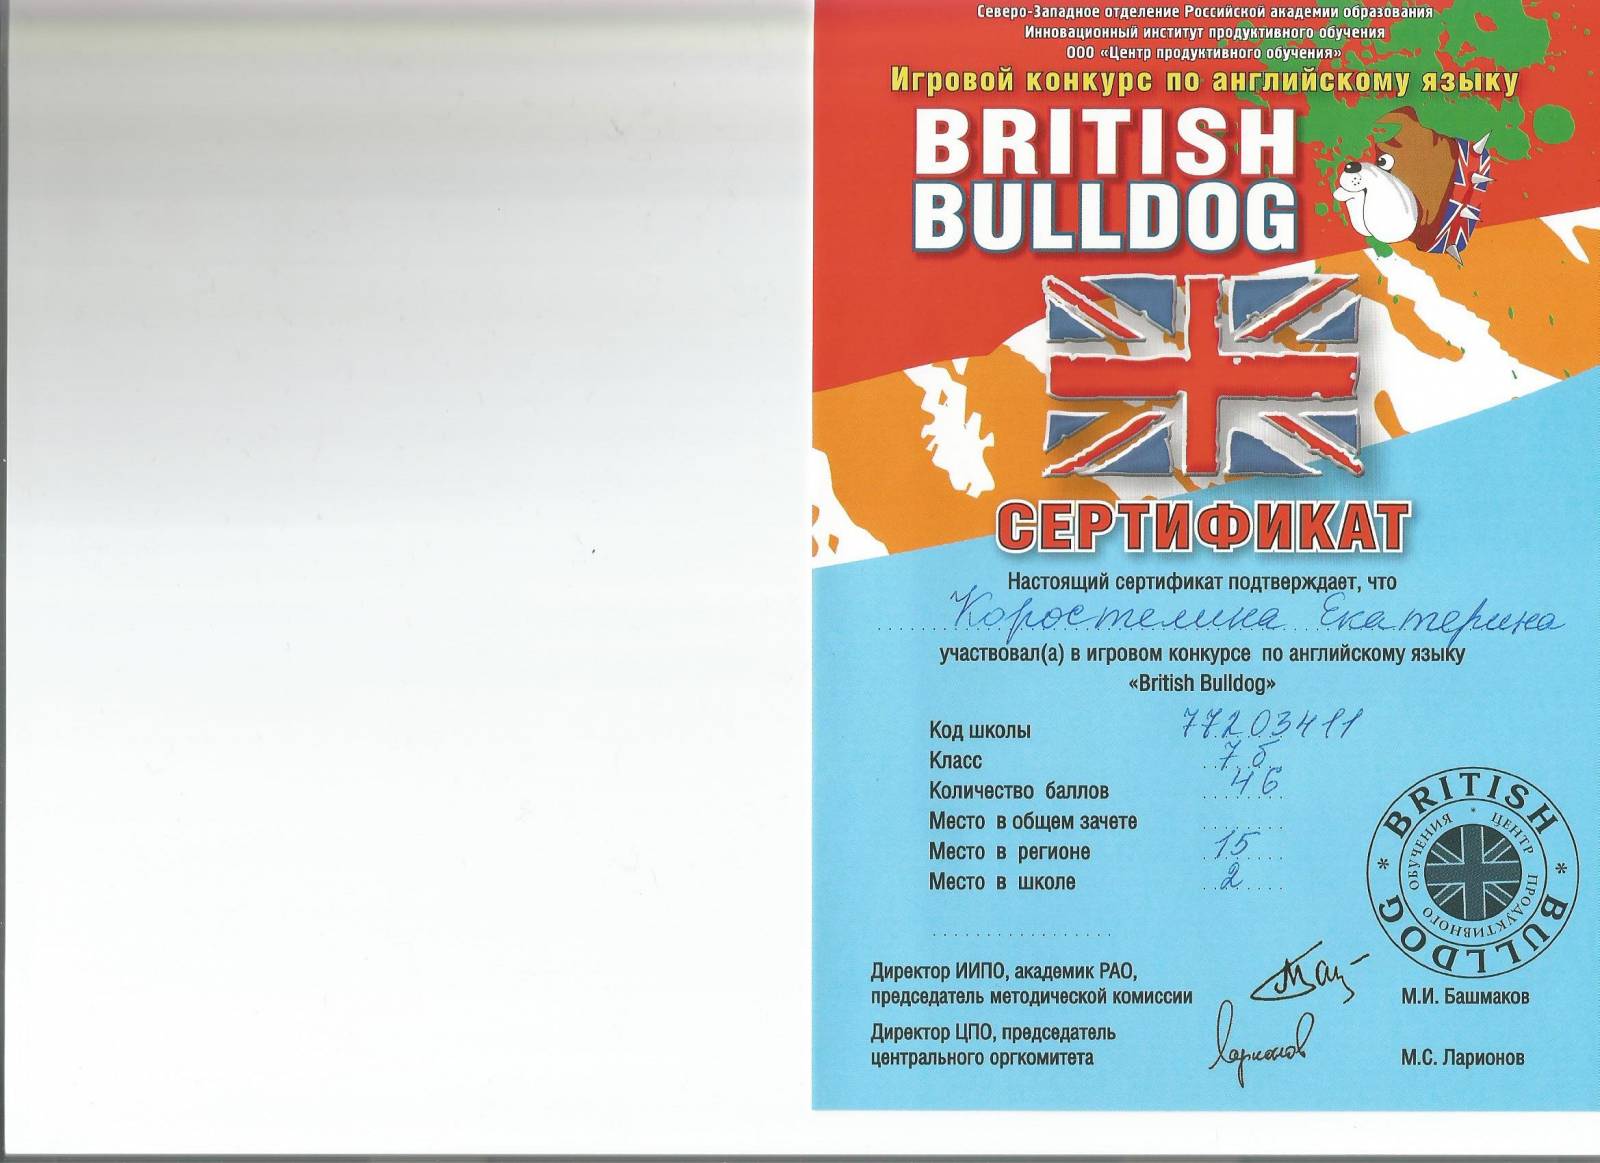 Северо-Западное отделение Российской академии образования
Инновационный институт продуктивного обучения
ООО «Центр продуктивного обучения»
Игровой конкурс по английскому языку
BRITISH
BULLDOG
СЕРТИФИКАТ
Настоящий сертификат подтверждает, что
Коростелина Екатерина
участвовал(а) в игровом конкурсе по английскому языку
«British Bulldog»
Код школы 77203411
Класс 7 б
Количество баллов 46
Место в общем зачете
Место в регионе 15
Место в школе 2
BRITISH * BULLDOG *
ЦЕНТР ПРОДУКТИВНОГО ОБУЧЕНИЯ *
Директор ИИПО, академик РАО,
председатель методической комиссии М.И. Башмаков
Директор ЦПО, председатель
центрального оргкомитета Ларионов М.С. Ларионов